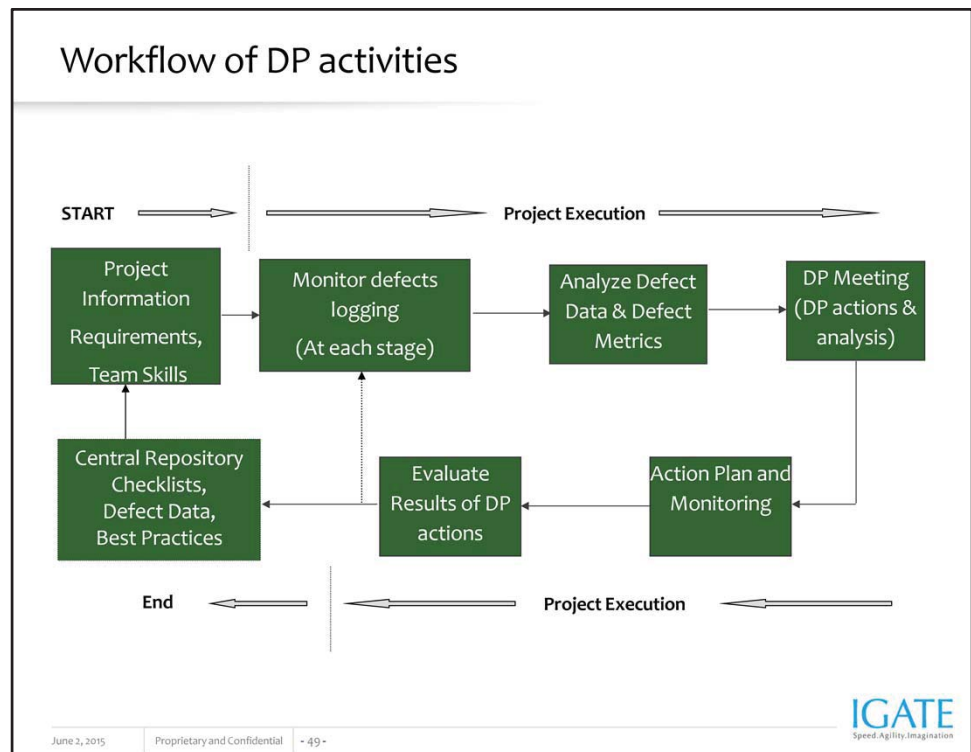 Workflow of DP activities
START
Project Execution
Project
Information
Requirements,
Team Skills
Monitor defects
logging
(At each stage)
Analyze Defect
Data & Defect
Metrics
DP Meeting
(DP actions &
analysis)
Central Repository
Checklists,
Defect Data,
Best Practices
Evaluate
Results of DP
actions
Action Plan and
Monitoring
End
Project Execution
June 2, 2015
Proprietary and Confidential
- 49 -
IGATE
Speed.Agility.Imagination